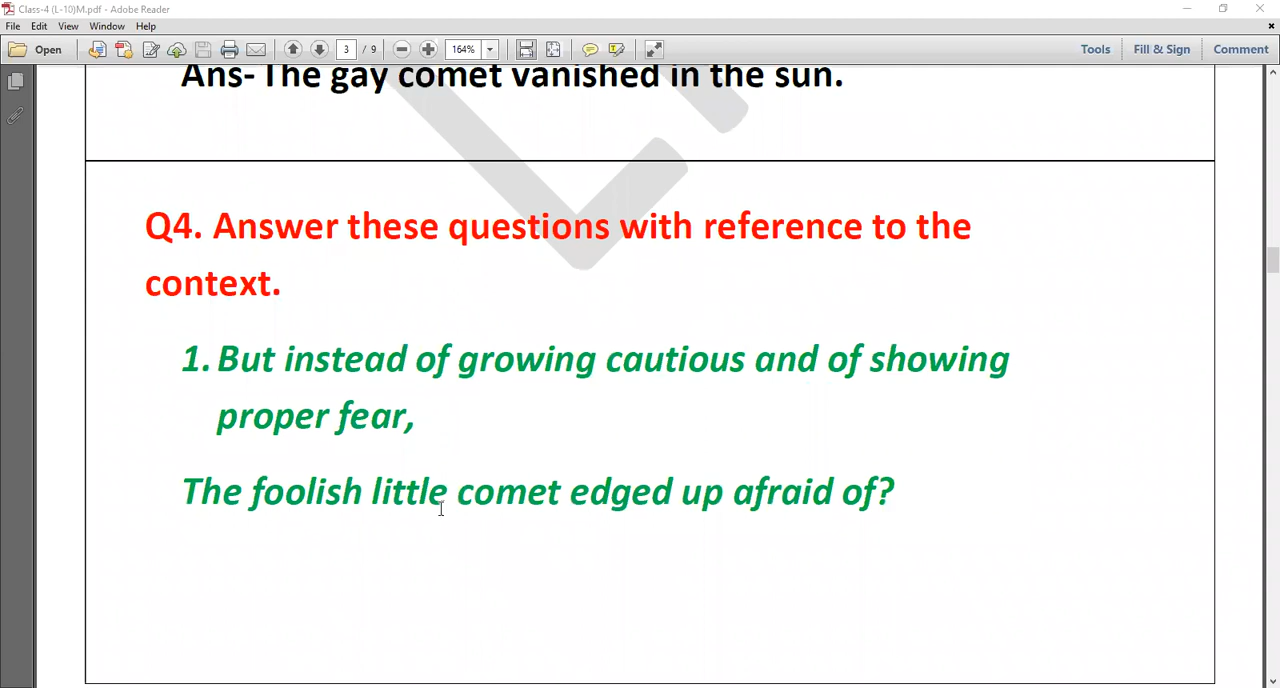 Class-4 (L-10)M.pdf - Adobe Reader
File Edit View Window Help
Open 3 / 9 164% Tools Fill & Sign Comment
Ans- The gay comet vanished in the sun.
Q4. Answer these questions with reference to the
context.
1. But instead of growing cautious and of showing
proper fear,
The foolish little comet edged up afraid of?